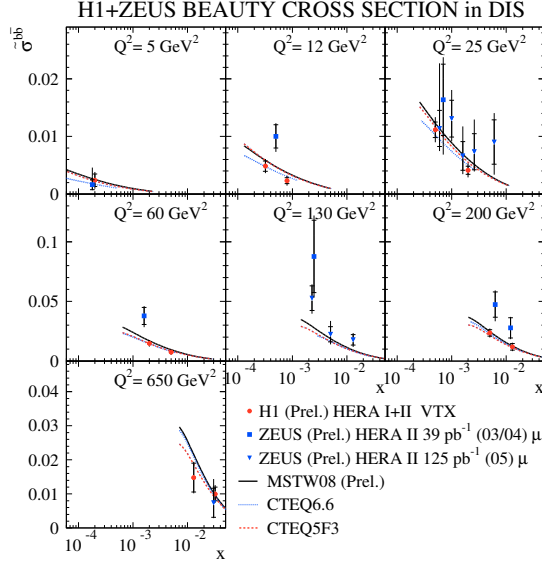 H1+ZEUS BEAUTY CROSS SECTION in DIS
σ̃^bb̄
Q²= 5 GeV² Q²= 12 GeV² Q²= 25 GeV²
0.02
0.01
0
Q²= 60 GeV² Q²= 130 GeV² Q²= 200 GeV²
0.1
0.05
0
10⁻⁴ 10⁻³ 10⁻² x 10⁻⁴ 10⁻³ 10⁻² x
Q²= 650 GeV²
0.04
0.03
0.02
0.01
0
10⁻⁴ 10⁻³ 10⁻² x
H1 (Prel.) HERA I+II VTX
ZEUS (Prel.) HERA II 39 pb⁻¹ (03/04) μ
ZEUS (Prel.) HERA II 125 pb⁻¹ (05) μ
MSTW08 (Prel.)
CTEQ6.6
CTEQ5F3